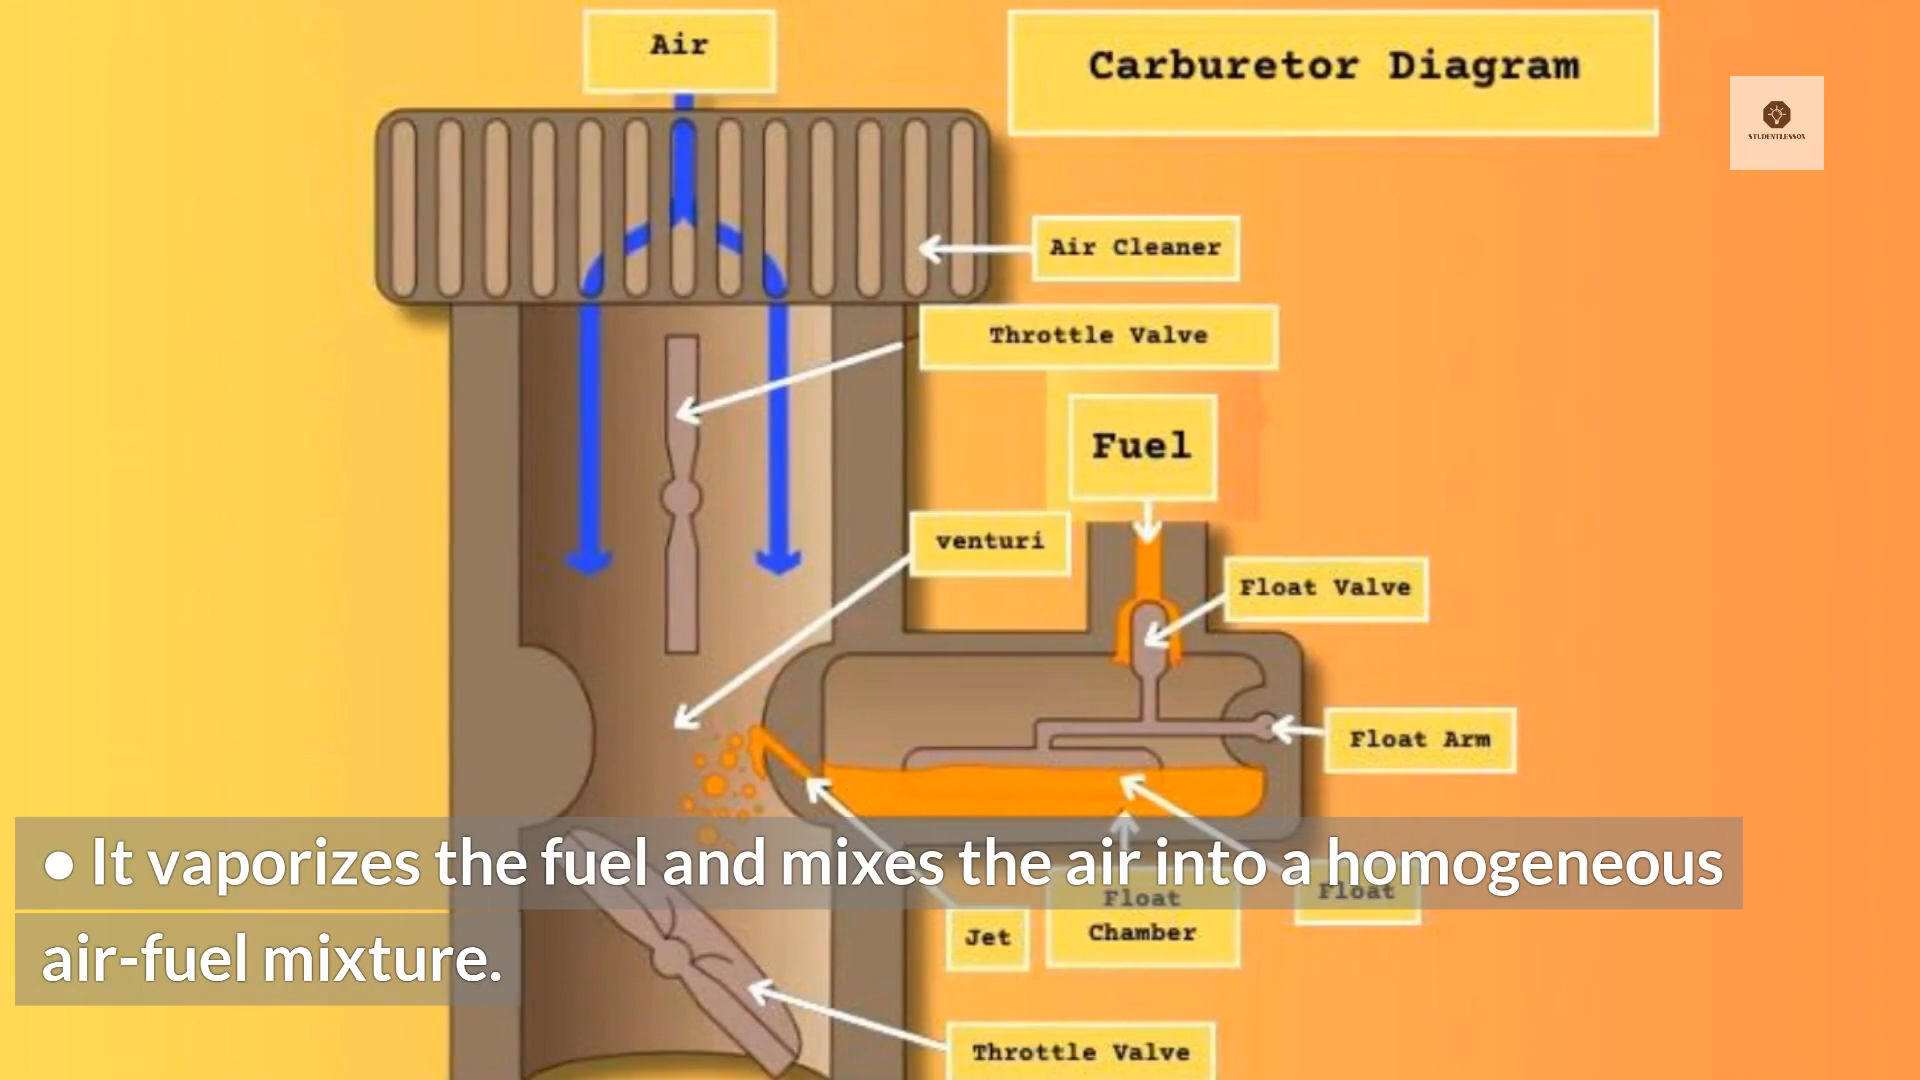 Air
Carburetor Diagram
STUDENTLESSON
Air Cleaner
Throttle Valve
Fuel
venturi
Float Valve
Float Arm
• It vaporizes the fuel and mixes the air into a homogeneous
air-fuel mixture.
Float
Float
Chamber
Jet
Throttle Valve